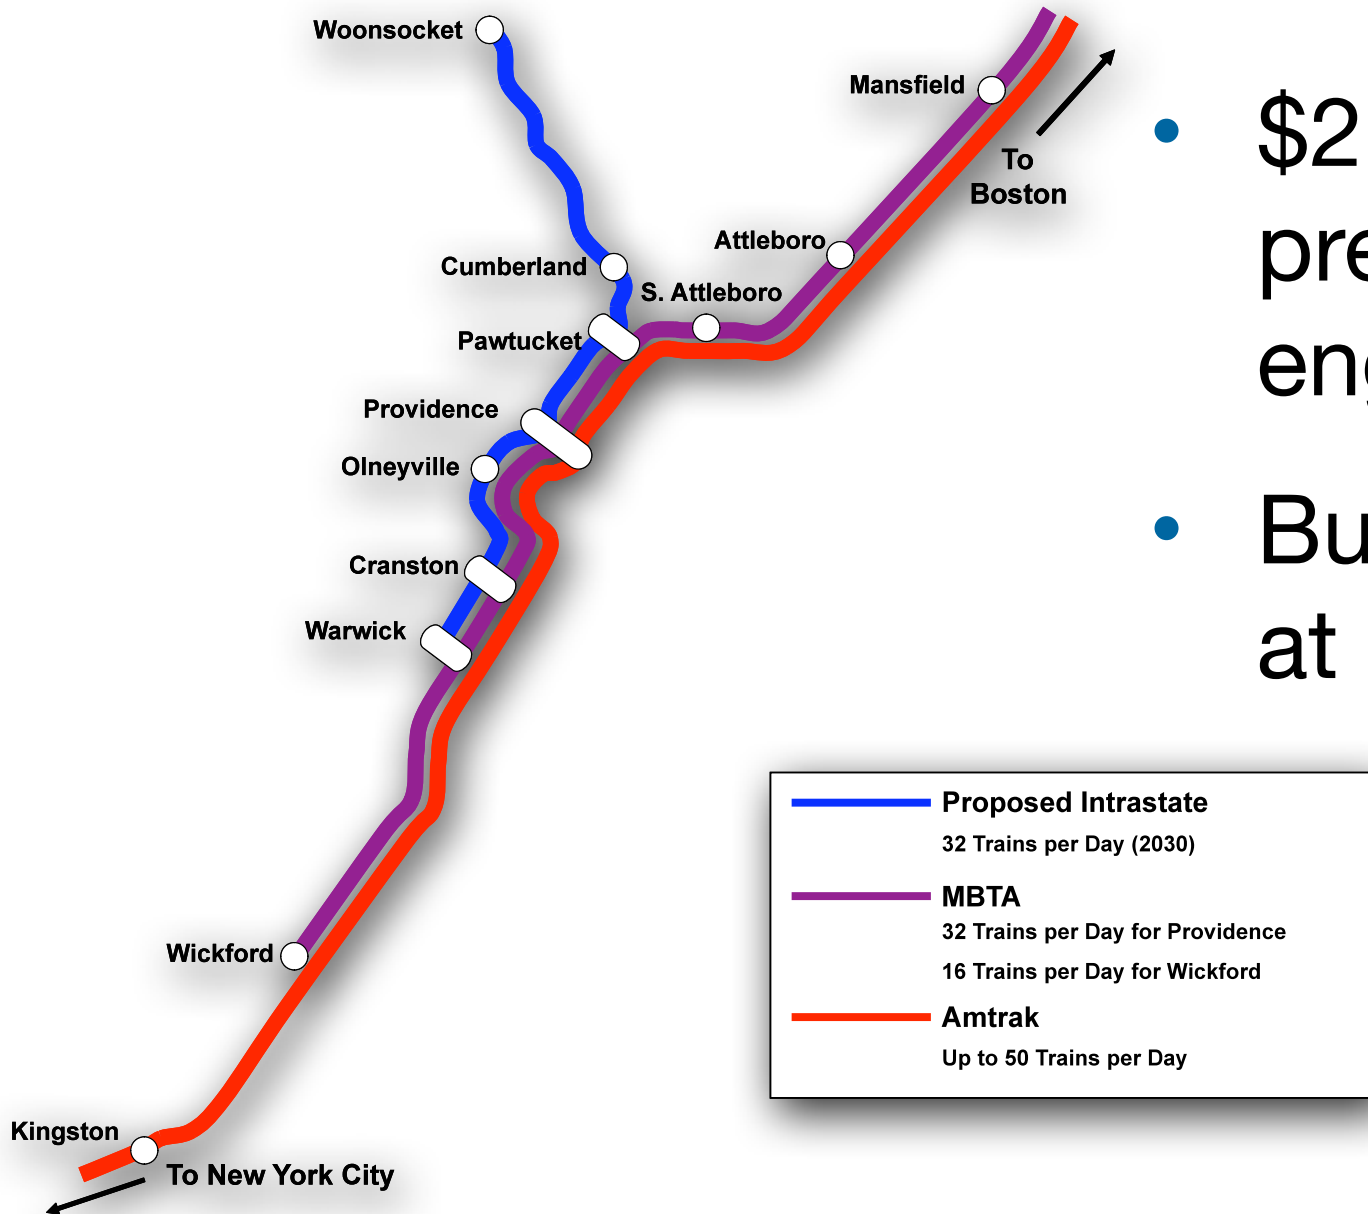 Woonsocket
Mansfield
To
Boston
Attleboro
Cumberland
S. Attleboro
Pawtucket
Providence
Olneyville
Cranston
Warwick
Wickford
Kingston
To New York City
• $2
pre
eng
• Bu
at
Proposed Intrastate
32 Trains per Day (2030)
MBTA
32 Trains per Day for Providence
16 Trains per Day for Wickford
Amtrak
Up to 50 Trains per Day